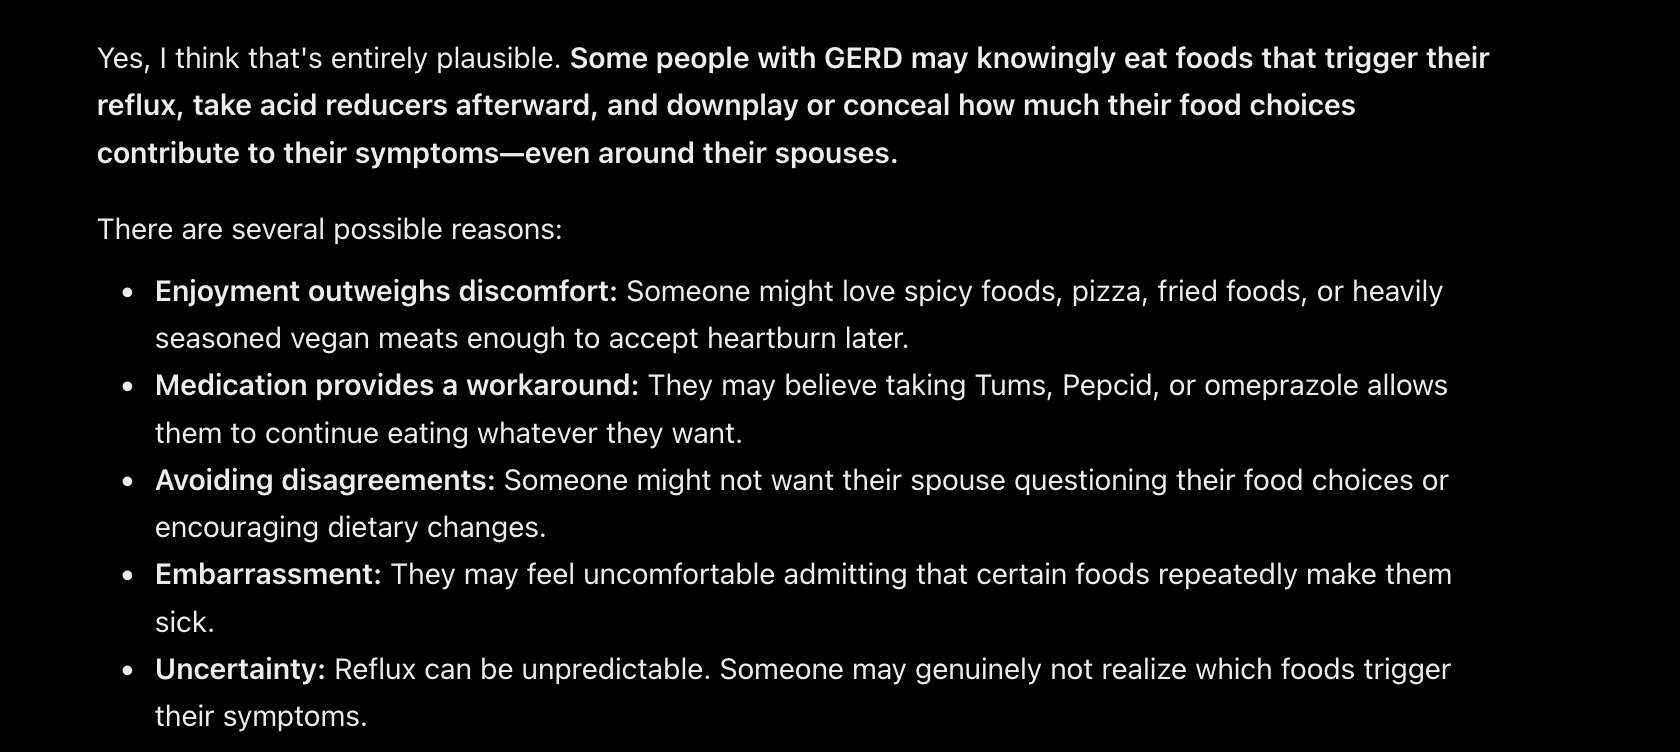 Yes, I think that's entirely plausible. Some people with GERD may knowingly eat foods that trigger their
reflux, take acid reducers afterward, and downplay or conceal how much their food choices
contribute to their symptoms—even around their spouses.
There are several possible reasons:
• Enjoyment outweighs discomfort: Someone might love spicy foods, pizza, fried foods, or heavily
seasoned vegan meats enough to accept heartburn later.
• Medication provides a workaround: They may believe taking Tums, Pepcid, or omeprazole allows
them to continue eating whatever they want.
• Avoiding disagreements: Someone might not want their spouse questioning their food choices or
encouraging dietary changes.
• Embarrassment: They may feel uncomfortable admitting that certain foods repeatedly make them
sick.
• Uncertainty: Reflux can be unpredictable. Someone may genuinely not realize which foods trigger
their symptoms.